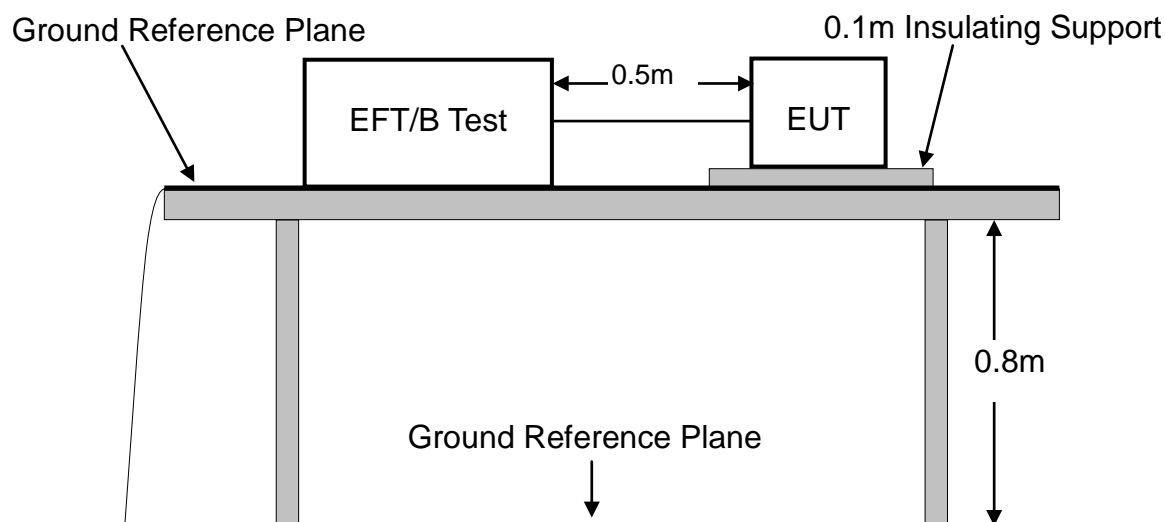 Ground Reference Plane
0.1m Insulating Support
0.5m
EFT/B Test
EUT
0.8m
Ground Reference Plane